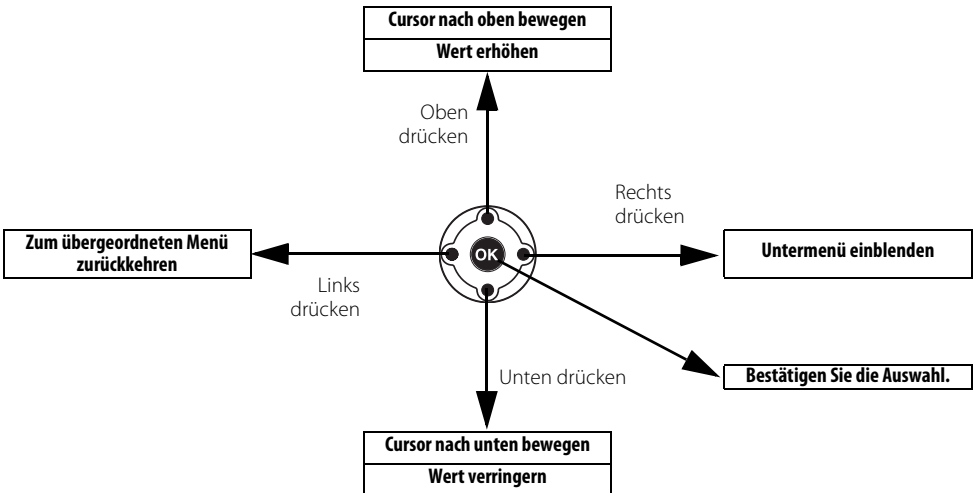 Cursor nach oben bewegen
Wert erhöhen
Oben
drücken
Rechts
drücken
Zum übergeordneten Menü
zurückkehren
OK
Untermenü einblenden
Links
drücken
Unten drücken
Bestätigen Sie die Auswahl.
Cursor nach unten bewegen
Wert verringern